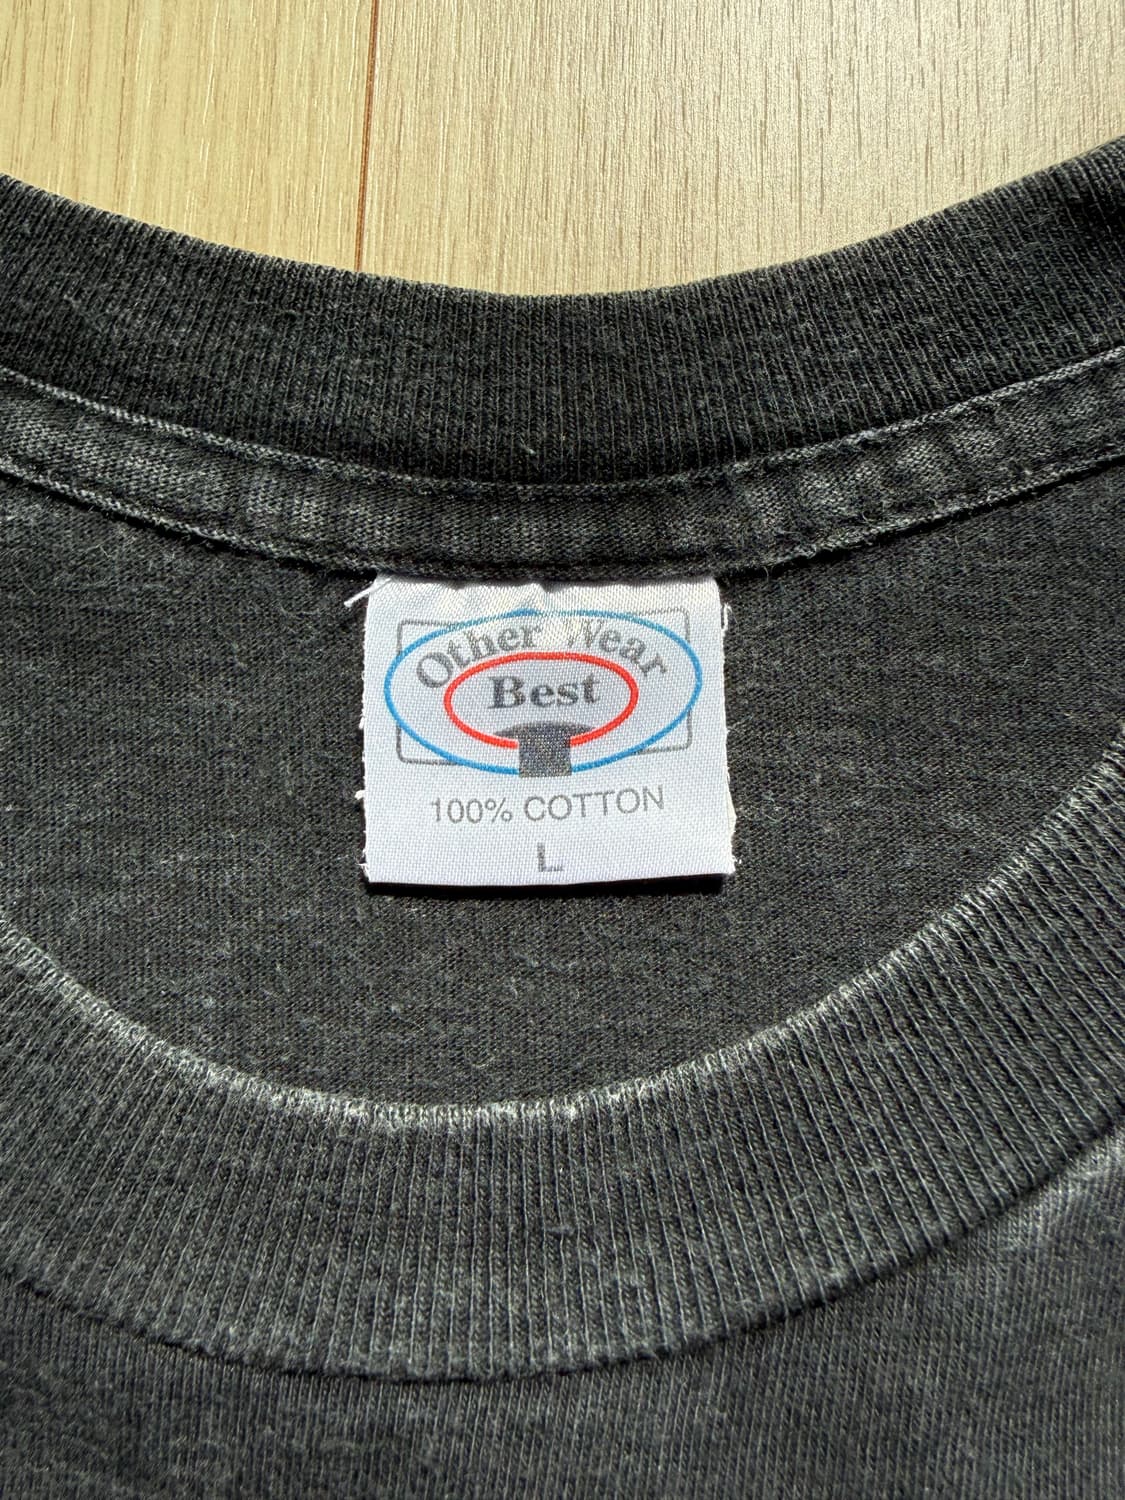 Other Wear
Best
100% COTTON
L